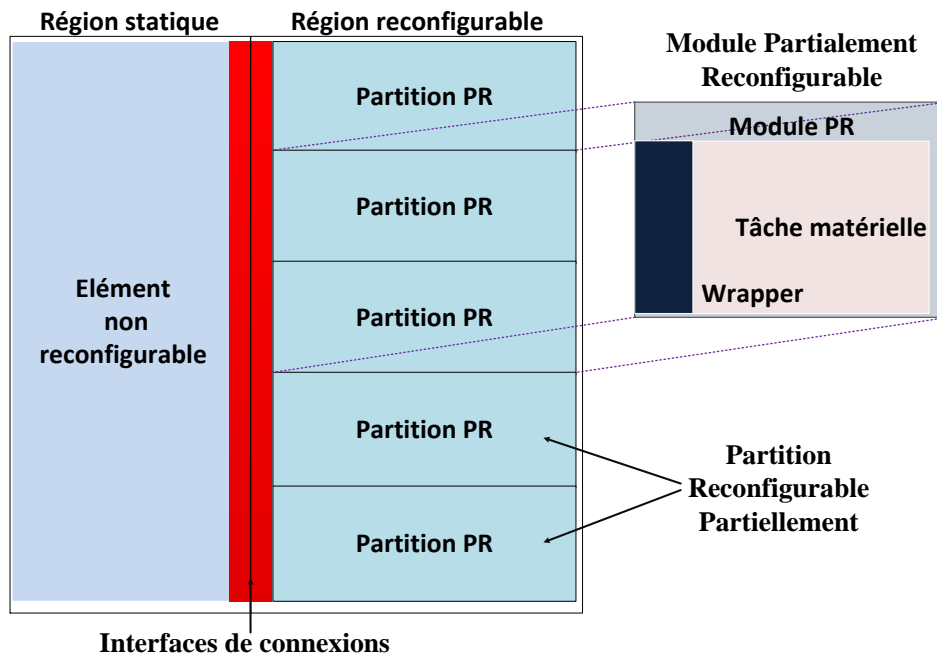 Région statique
Région reconfigurable
Elément
non
reconfigurable
Partition PR
Partition PR
Partition PR
Partition PR
Partition PR
Module Partialement
Reconfigurable
Module PR
Tâche matérielle
Wrapper
Partition
Reconfigurable
Partiellement
Interfaces de connexions